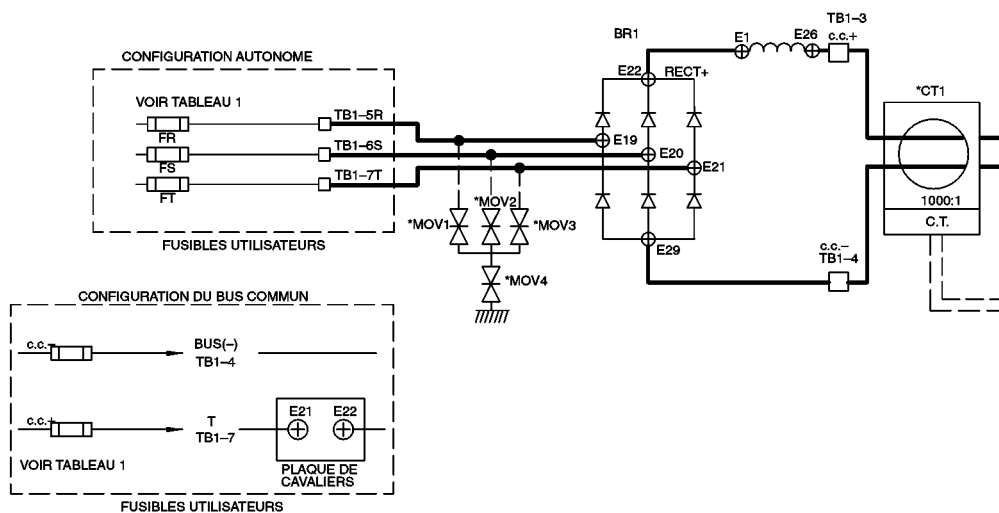 CONFIGURATION AUTONOME
VOIR TABLEAU 1
FR
FS
FT
TB1–5R
TB1–6S
TB1–7T
FUSIBLES UTILISATEURS
*MOV1
*MOV2
*MOV3
*MOV4
BR1
E22
RECT+
E19
E20
E21
E29
E1
E26
TB1–3
c.c.+
*CT1
1000:1
C.T.
c.c.–
TB1–4
CONFIGURATION DU BUS COMMUN
c.c.–
BUS(–)
TB1–4
c.c.+
T
TB1–7
E21
E22
VOIR TABLEAU 1
PLAQUE DE
CAVALIERS
FUSIBLES UTILISATEURS